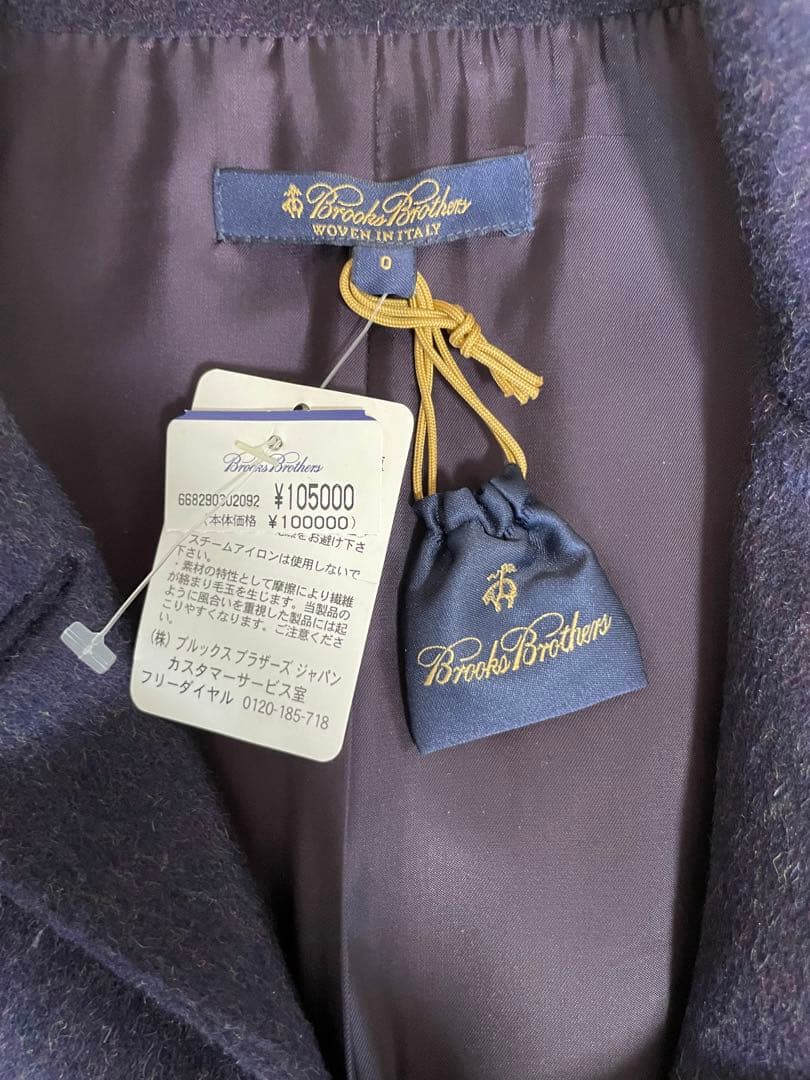 Brooks Brothers
WOVEN IN ITALY
0
Brooks Brothers
668290302092 ¥105000
(本体価格 ¥100000)
をお避け下さ
スチームアイロンは使用しないで
下さい。
・素材の特性として摩擦により繊維
が絡まり毛玉を生じます。当製品の
ように風合いを重視した製品には起
こりやすくなります。ご注意くださ
い。
(株) ブルックス ブラザーズ ジャパン
カスタマーサービス室
フリーダイヤル 0120-185-718
Brooks Brothers